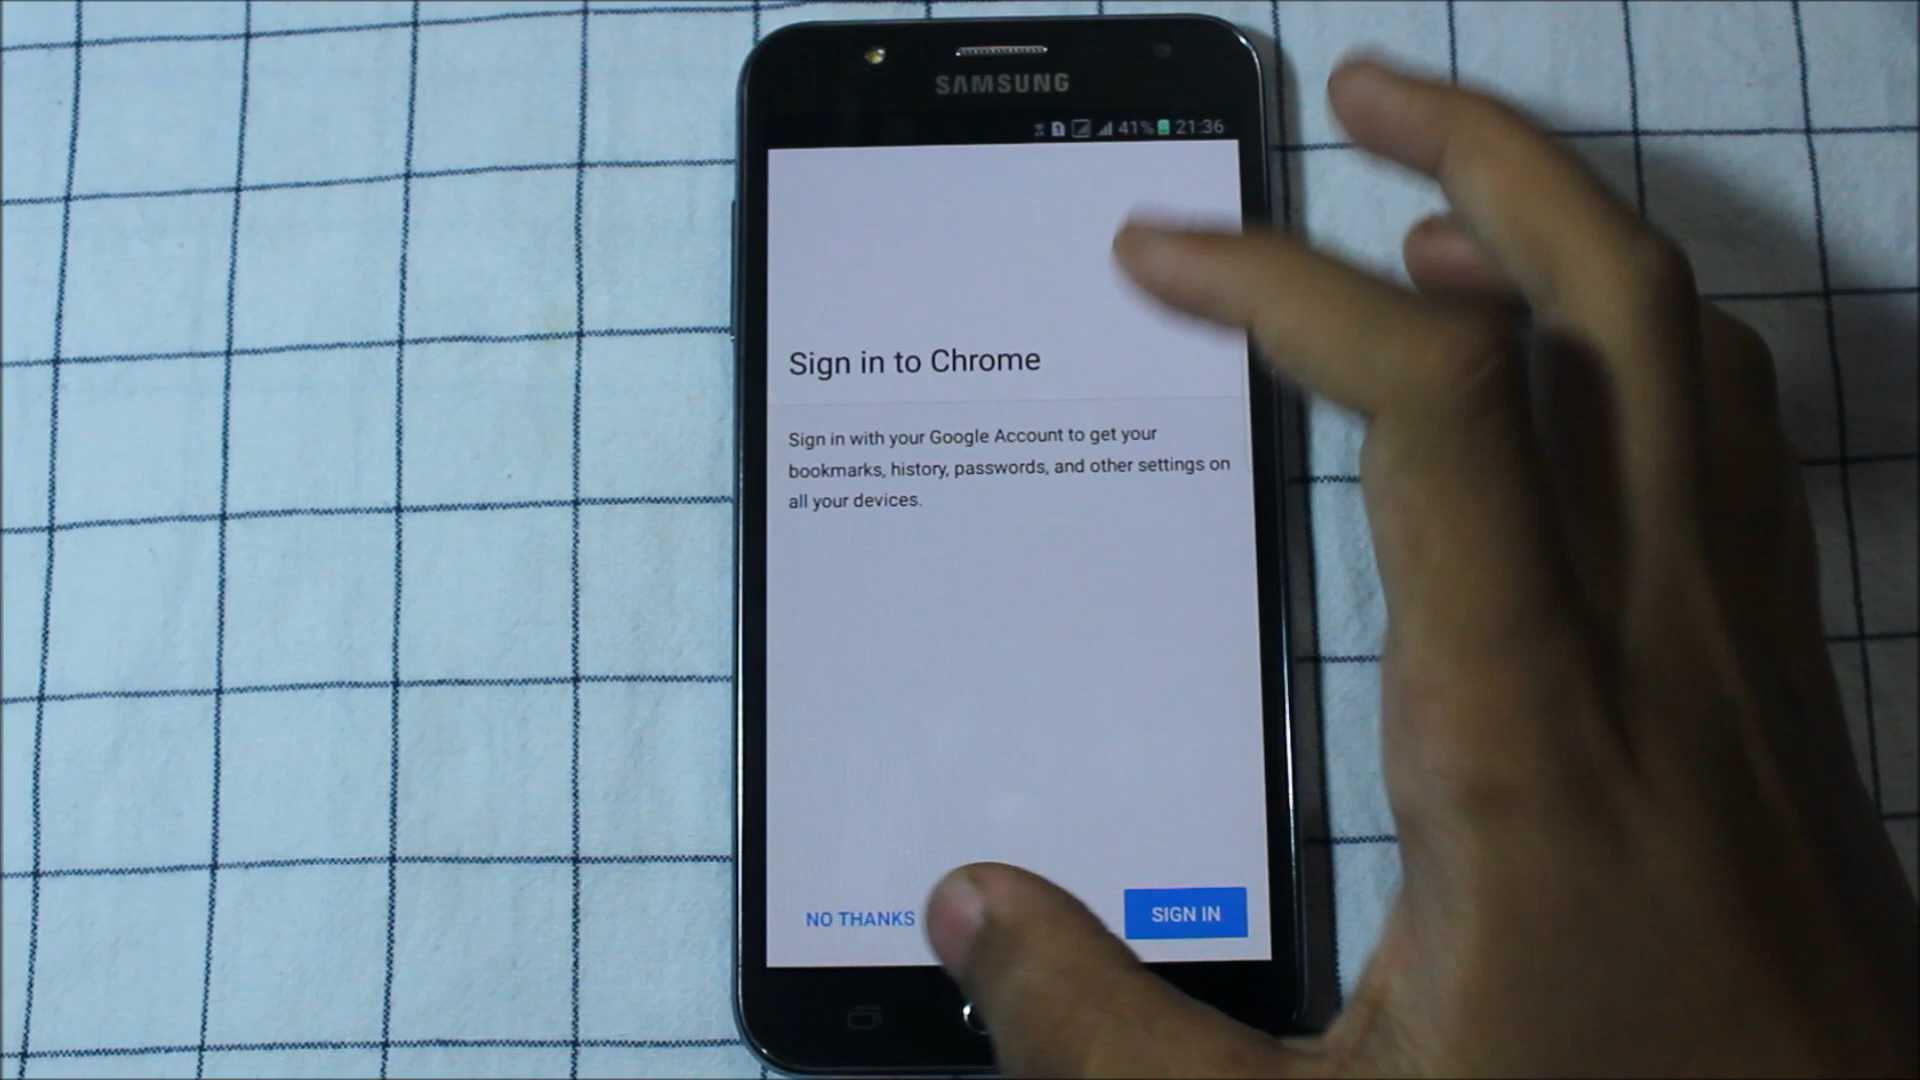 SAMSUNG
41% 21:36
Sign in to Chrome
Sign in with your Google Account to get your
bookmarks, history, passwords, and other settings on
all your devices.
NO THANKS
SIGN IN